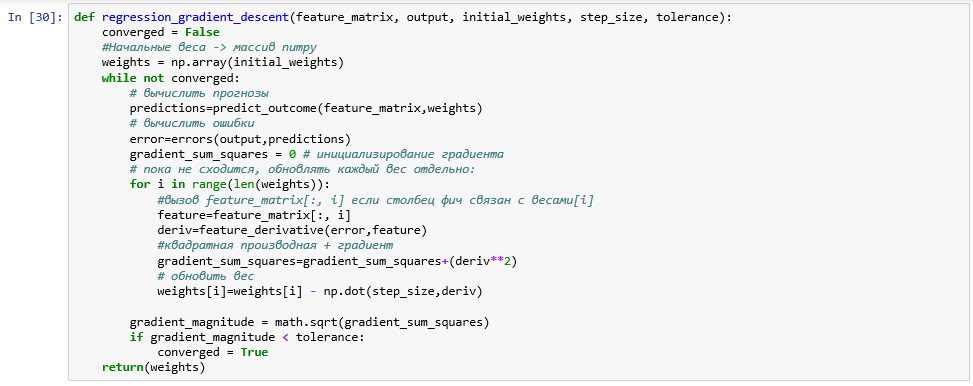 In [30]: def regression_gradient_descent(feature_matrix, output, initial_weights, step_size, tolerance):
    converged = False
    #Начальные веса -> массив numpy
    weights = np.array(initial_weights)
    while not converged:
        # вычислить прогнозы
        predictions=predict_outcome(feature_matrix,weights)
        # вычислить ошибки
        error=errors(output,predictions)
        gradient_sum_squares = 0 # инициализирование градиента
        # пока не сходится, обновлять каждый вес отдельно:
        for i in range(len(weights)):
            #вызов feature_matrix[:, i] если столбец фич связан с весами[i]
            feature=feature_matrix[:, i]
            deriv=feature_derivative(error,feature)
            #квадратная производная + градиент
            gradient_sum_squares=gradient_sum_squares+(deriv**2)
            # обновить вес
            weights[i]=weights[i] - np.dot(step_size,deriv)
        gradient_magnitude = math.sqrt(gradient_sum_squares)
        if gradient_magnitude < tolerance:
            converged = True
    return(weights)